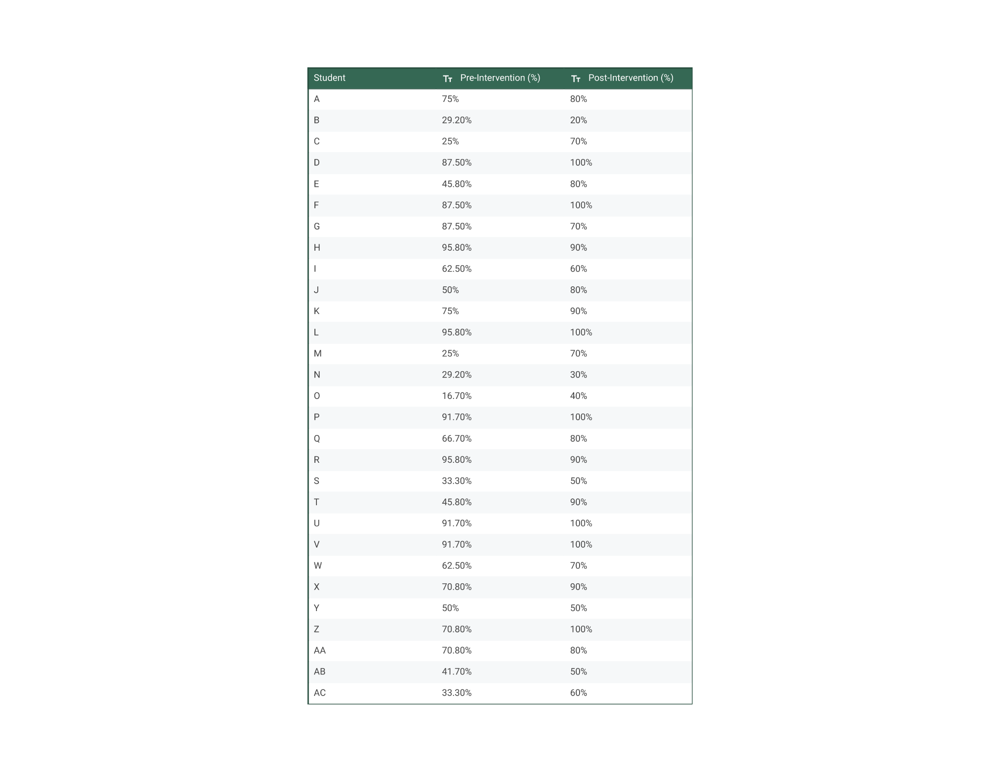 Student Pre-Intervention (%) Post-Intervention (%)
A 75% 80%
B 29.20% 20%
C 25% 70%
D 87.50% 100%
E 45.80% 80%
F 87.50% 100%
G 87.50% 70%
H 95.80% 90%
I 62.50% 60%
J 50% 80%
K 75% 90%
L 95.80% 100%
M 25% 70%
N 29.20% 30%
O 16.70% 40%
P 91.70% 100%
Q 66.70% 80%
R 95.80% 90%
S 33.30% 50%
T 45.80% 90%
U 91.70% 100%
V 91.70% 100%
W 62.50% 70%
X 70.80% 90%
Y 50% 50%
Z 70.80% 100%
AA 70.80% 80%
AB 41.70% 50%
AC 33.30% 60%